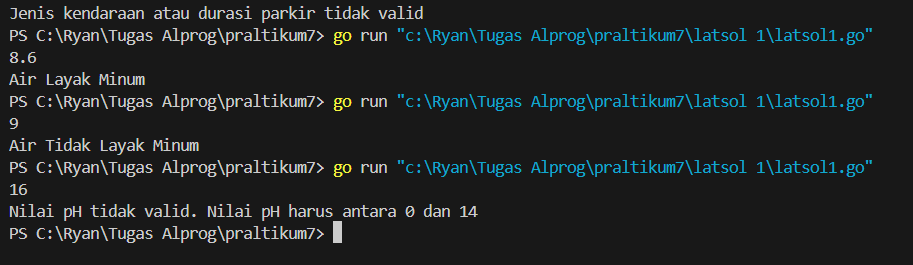 Jenis kendaraan atau durasi parkir tidak valid
PS C:\Ryan\Tugas Alprog\praltikum7> go run "c:\Ryan\Tugas Alprog\praltikum7\latsol 1\latsol1.go"
8.6
Air Layak Minum
PS C:\Ryan\Tugas Alprog\praltikum7> go run "c:\Ryan\Tugas Alprog\praltikum7\latsol 1\latsol1.go"
9
Air Tidak Layak Minum
PS C:\Ryan\Tugas Alprog\praltikum7> go run "c:\Ryan\Tugas Alprog\praltikum7\latsol 1\latsol1.go"
16
Nilai pH tidak valid. Nilai pH harus antara 0 dan 14
PS C:\Ryan\Tugas Alprog\praltikum7>